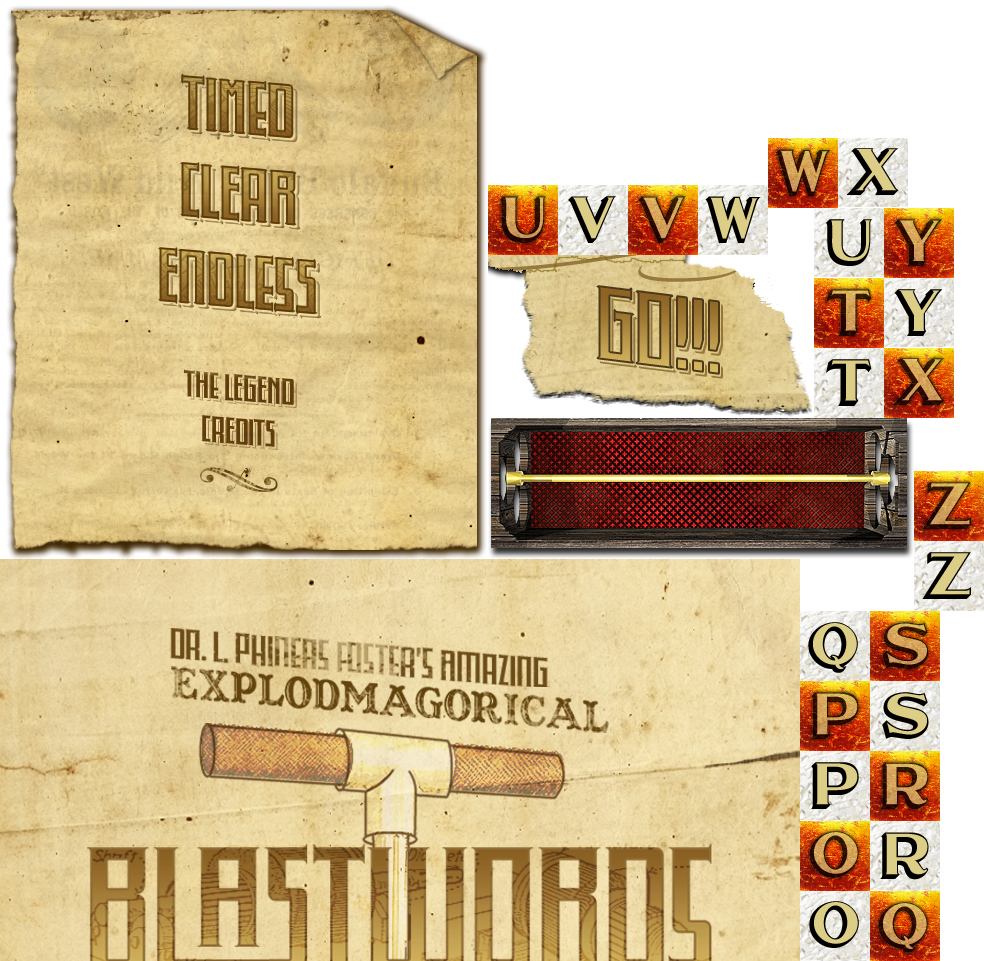 TIMED
CLEAR
ENDLESS
THE LEGEND
CREDITS
W X
U V V W
U Y
T Y
T X
GO!!!
Z
Z
Q S
P S
P R
O R
O Q
DR. L. PHINEAS FOSTER'S AMAZING
EXPLODMAGORICAL
BLASTWORDS